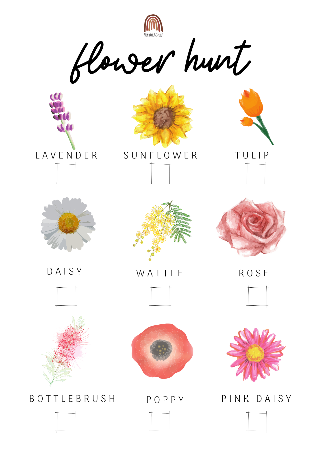 flower hunt
LAVENDER SUNFLOWER TULIP
DAISY WATTLE ROSE
BOTTLEBRUSH POPPY PINK DAISY